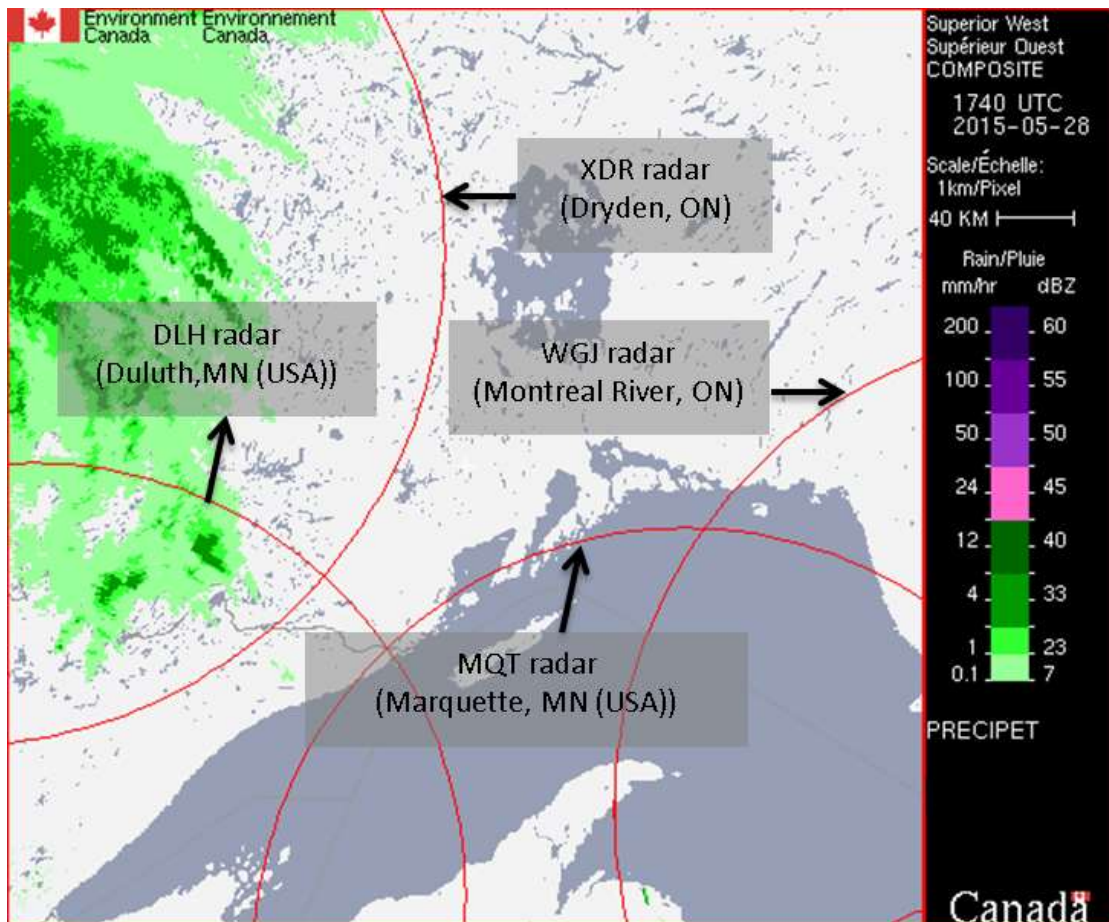 Environment Environnement
Canada Canada
XDR radar
(Dryden, ON)
DLH radar
(Duluth,MN (USA))
WGJ radar
(Montreal River, ON)
MQT radar
(Marquette, MN (USA))
Superior West
Supérieur Ouest
COMPOSITE
1740 UTC
2015-05-28
Scale/Échelle:
1km/Pixel
40 KM
Rain/Pluie
mm/hr dBZ
200 60
100 55
50 50
24 45
12 40
4 33
1 23
0.1 7
PRECIPET
Canada